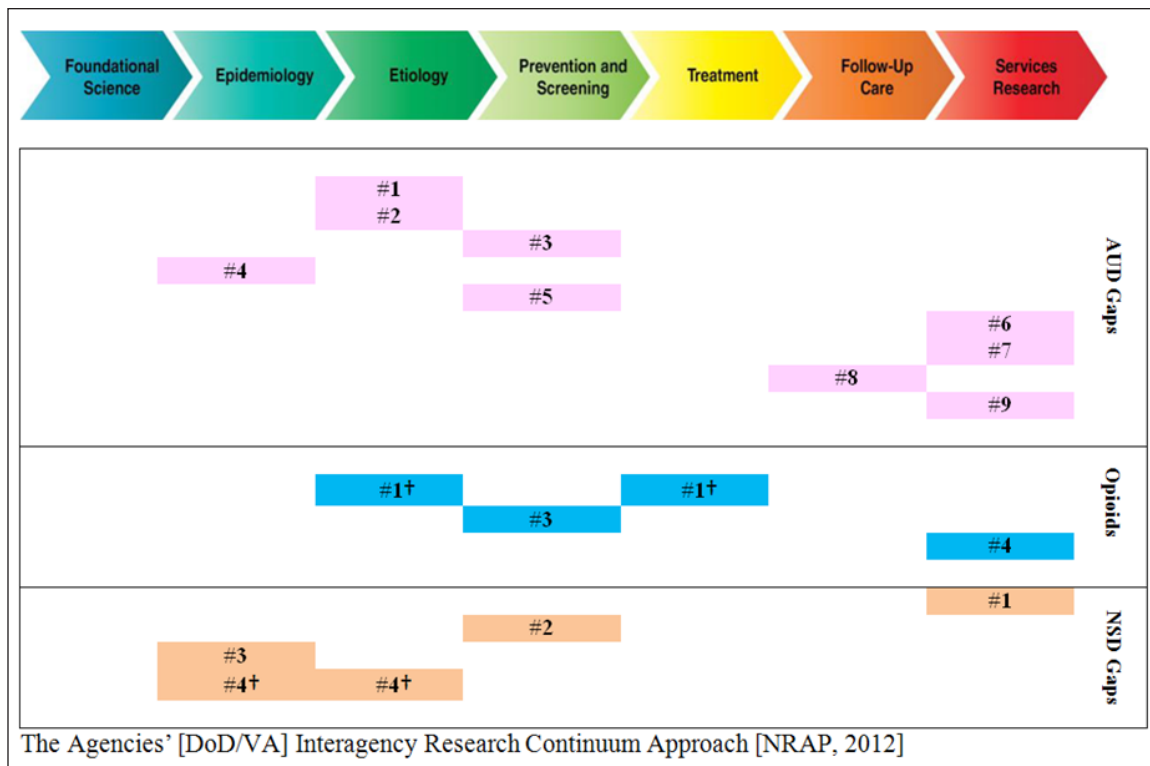 Foundational
Science
Epidemiology
Etiology
Prevention and
Screening
Treatment
Follow-Up
Care
Services
Research
#1
#2
#3
#4
#5
#6
#7
#8
#9
AUD Gaps
#1† #1†
#3
#4
Opioids
#1
#2
#3
#4† #4†
NSD Gaps
The Agencies’ [DoD/VA] Interagency Research Continuum Approach [NRAP, 2012]